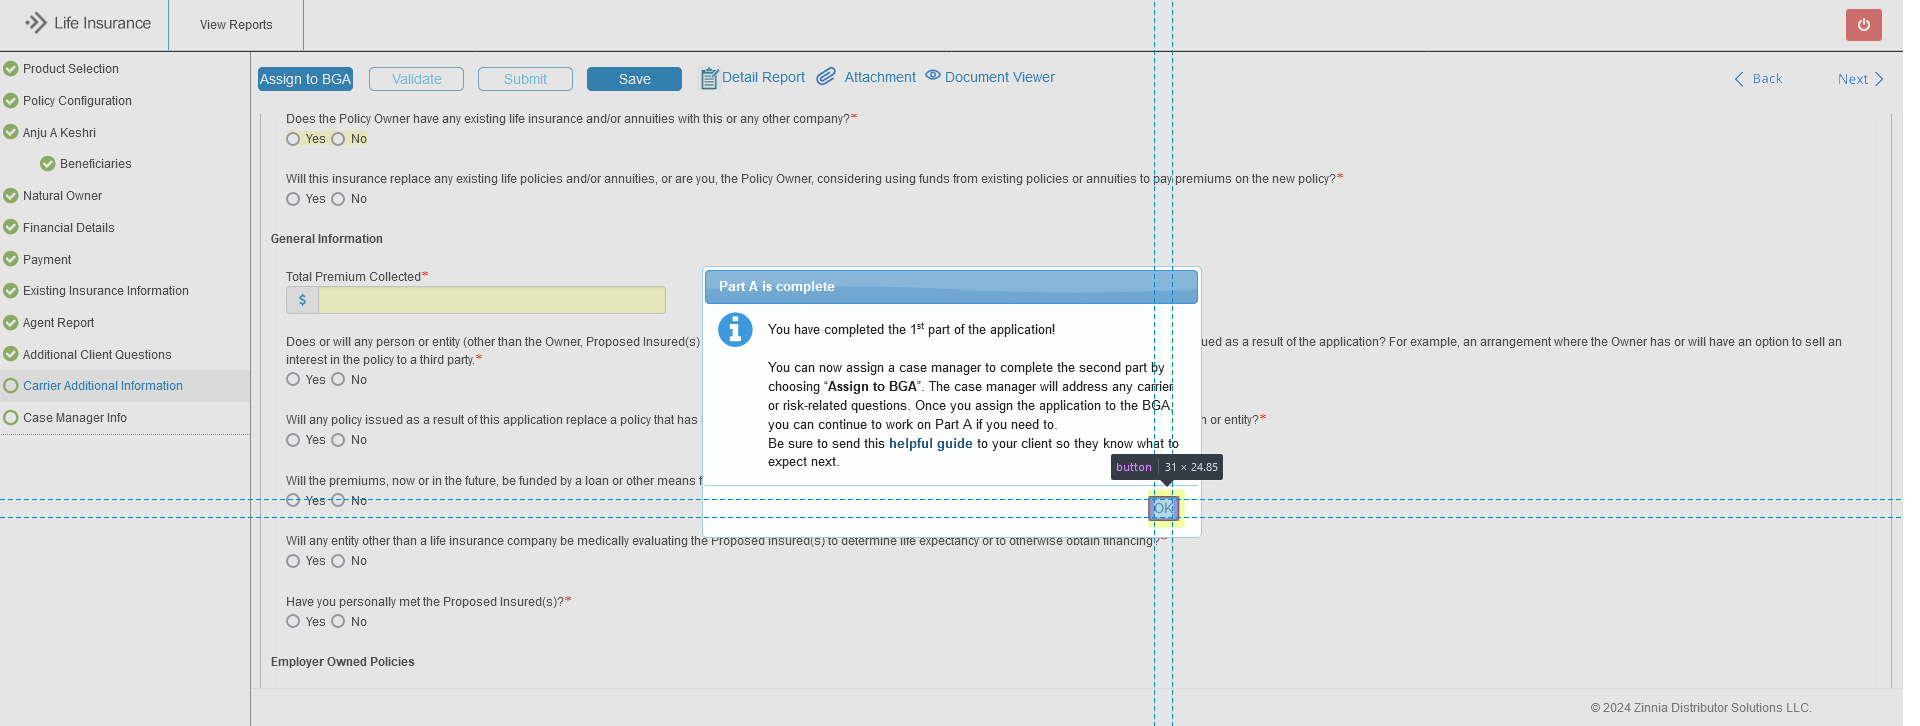 Life Insurance
View Reports
Product Selection
Policy Configuration
Anju A Keshri
Beneficiaries
Natural Owner
Financial Details
Payment
Existing Insurance Information
Agent Report
Additional Client Questions
Carrier Additional Information
Case Manager Info
Assign to BGA
Validate
Submit
Save
Detail Report
Attachment
Document Viewer
Back
Next
Does the Policy Owner have any existing life insurance and/or annuities with this or any other company?*
Yes No
Will this insurance replace any existing life policies and/or annuities, or are you, the Policy Owner, considering using funds from existing policies or annuities to pay premiums on the new policy?*
Yes No
General Information
Total Premium Collected*
$
Does or will any person or entity (other than the Owner, Proposed Insured(s) ued as a result of the application? For example, an arrangement where the Owner has or will have an option to sell an
interest in the policy to a third party.*
Yes No
Will any policy issued as a result of this application replace a policy that has n or entity?*
Yes No
Will the premiums, now or in the future, be funded by a loan or other means f
Yes No
Will any entity other than a life insurance company be medically evaluating the Proposed Insured(s) to determine life expectancy or to otherwise obtain financing?*
Yes No
Have you personally met the Proposed Insured(s)?*
Yes No
Employer Owned Policies
Part A is complete
You have completed the 1st part of the application!
You can now assign a case manager to complete the second part by
choosing “Assign to BGA”. The case manager will address any carrier
or risk-related questions. Once you assign the application to the BGA,
you can continue to work on Part A if you need to.
Be sure to send this helpful guide to your client so they know what to
expect next.
button 31 × 24.85
OK
© 2024 Zinnia Distributor Solutions LLC.